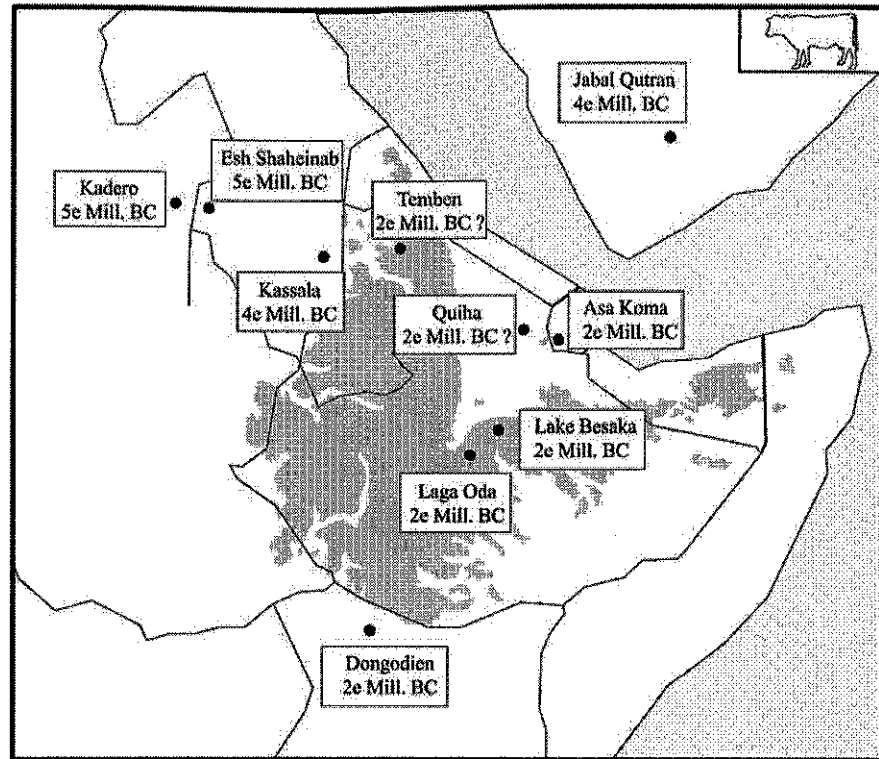 Jabal Qutran
4e Mill. BC
Esh Shaheinab
5e Mill. BC
Kadero
5e Mill. BC
Temben
2e Mill. BC ?
Kassala
4e Mill. BC
Quiha
2e Mill. BC ?
Asa Koma
2e Mill. BC
Lake Besaka
2e Mill. BC
Laga Oda
2e Mill. BC
Dongodien
2e Mill. BC